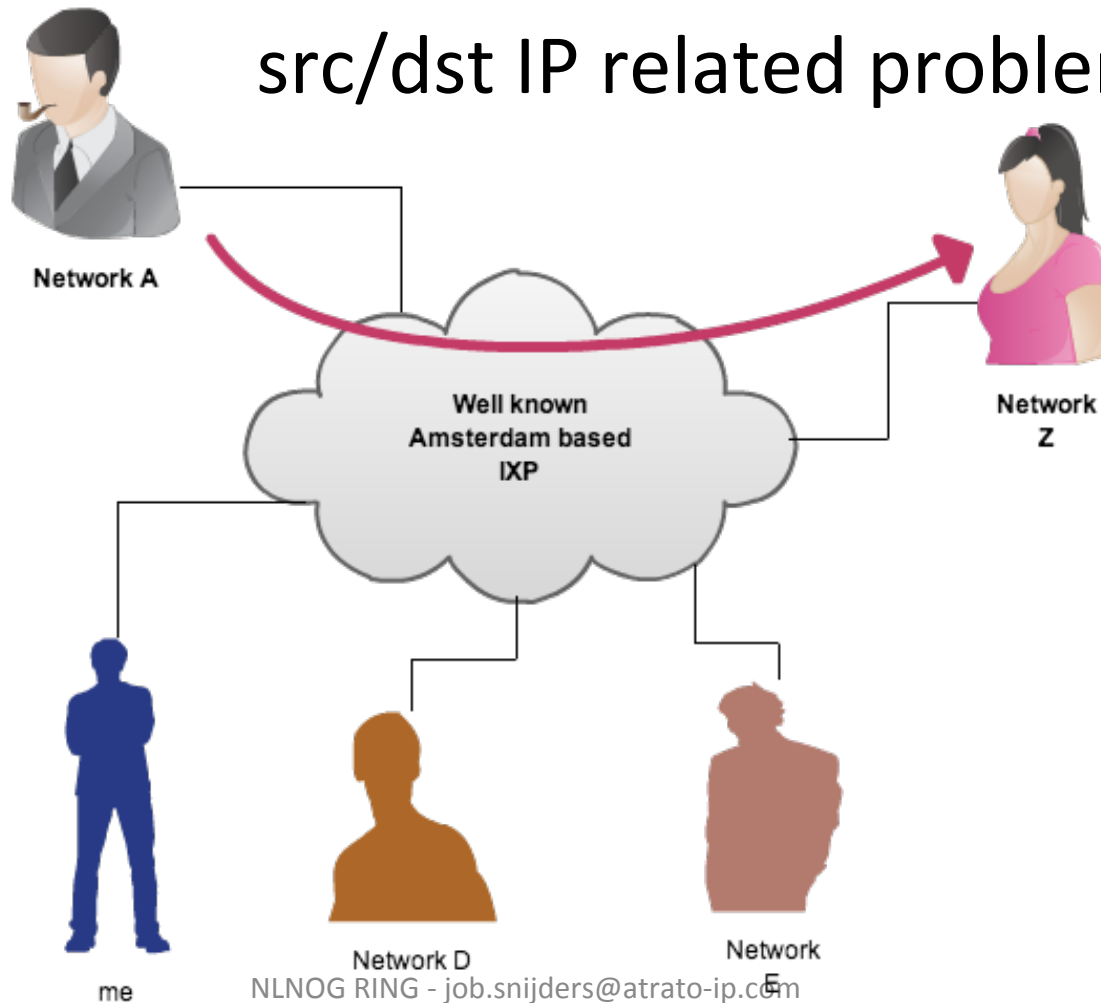 src/dst IP related proble
Network A
Network
Z
Well known
Amsterdam based
IXP
me
Network D
Network
E
NLNOG RING - job.snijders@atrato-ip.com